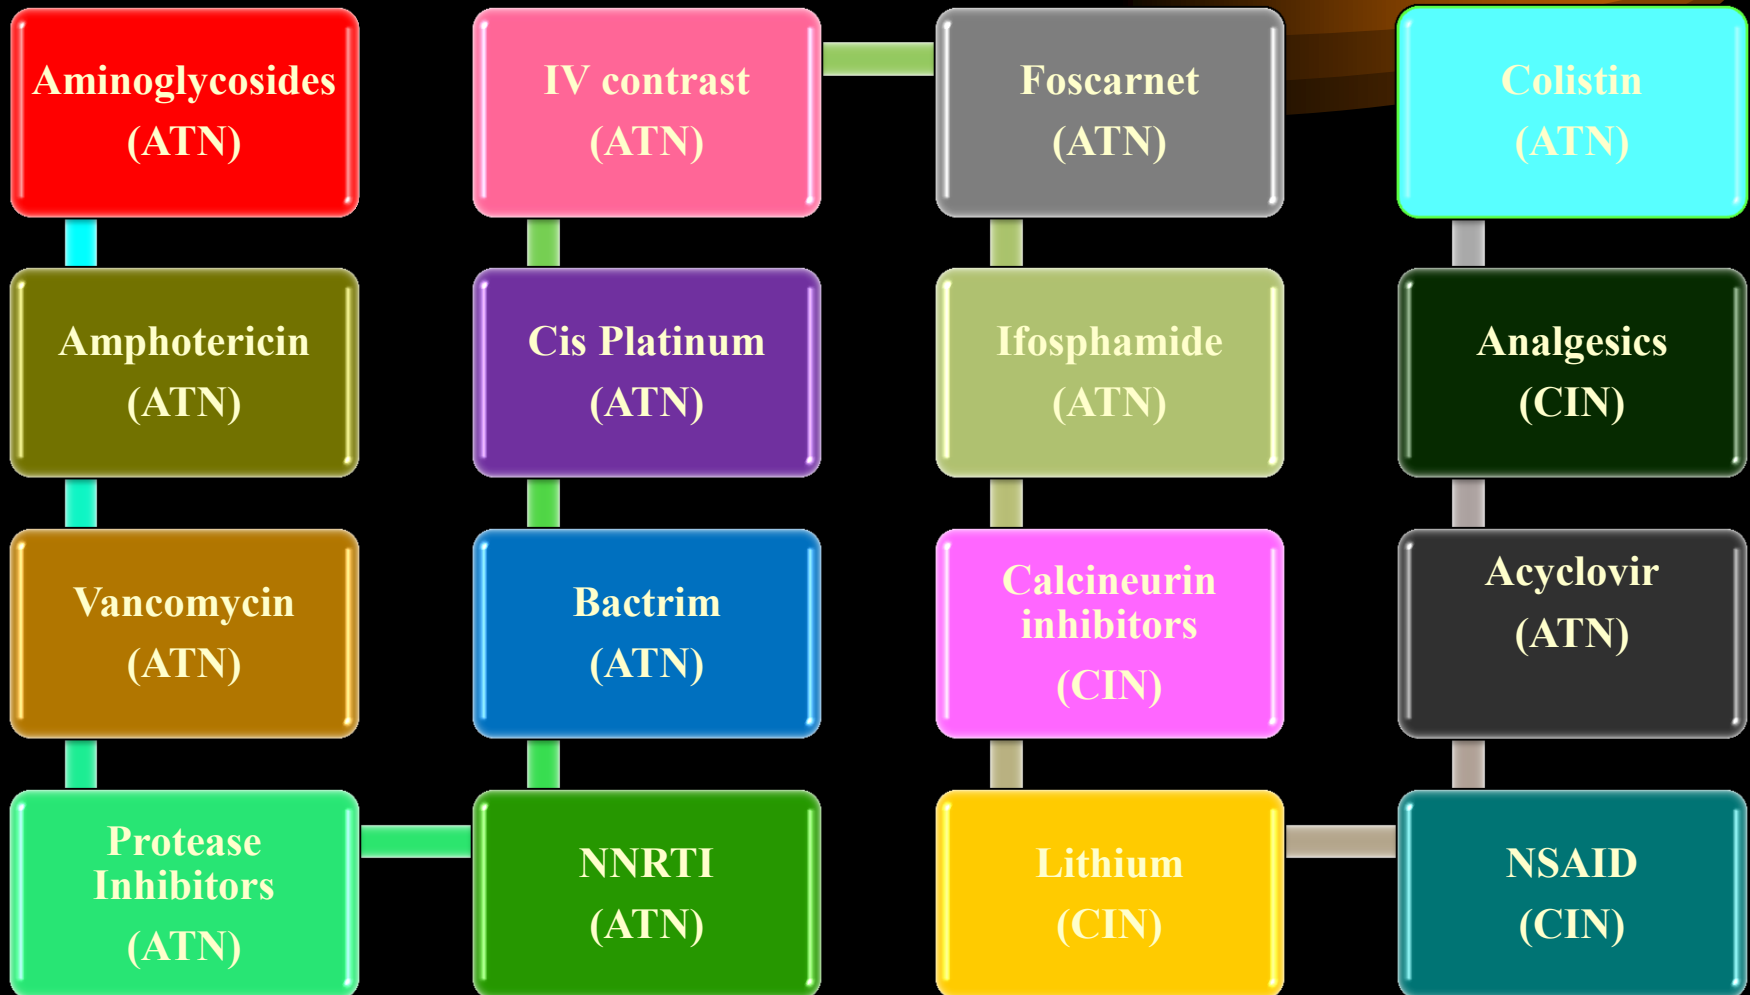 Aminoglycosides
(ATN)
Amphotericin
(ATN)
Vancomycin
(ATN)
Protease
Inhibitors
(ATN)
NNRTI
(ATN)
Bactrim
(ATN)
Cis Platinum
(ATN)
IV contrast
(ATN)
Foscarnet
(ATN)
Ifosphamide
(ATN)
Calcineurin
inhibitors
(CIN)
Lithium
(CIN)
NSAID
(CIN)
Acyclovir
(ATN)
Analgesics
(CIN)
Colistin
(ATN)